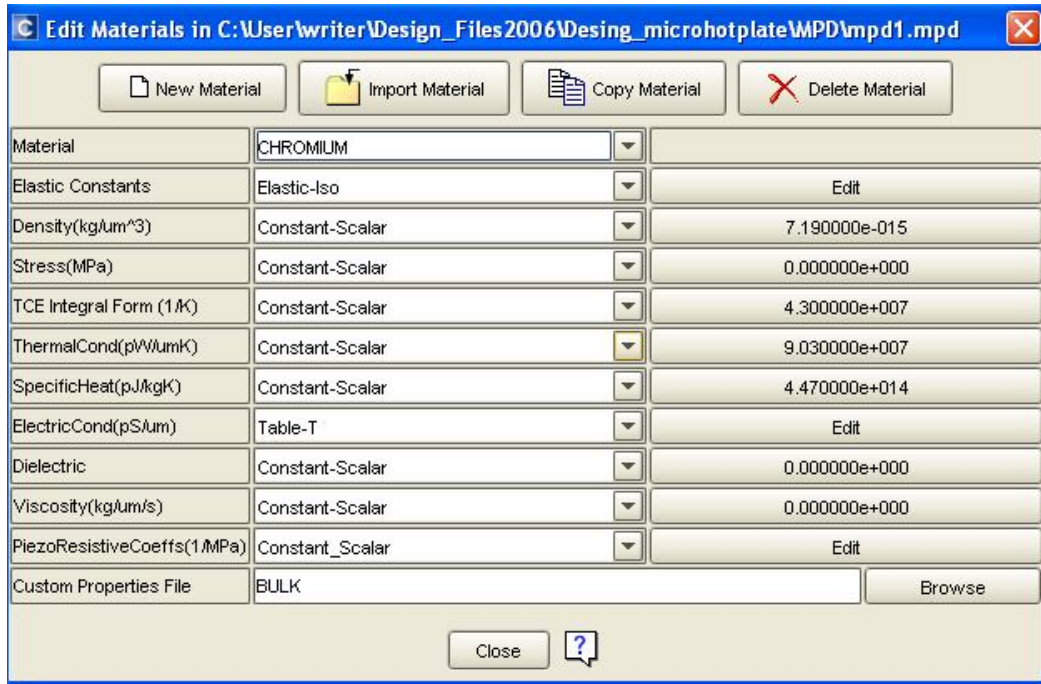 C Edit Materials in C:\User\writer\Design_Files2006\Desing_microhotplate\MPD\mpd1.mpd
New Material Import Material Copy Material Delete Material
Material CHROMIUM
Elastic Constants Elastic-Iso Edit
Density(kg/um^3) Constant-Scalar 7.190000e-015
Stress(MPa) Constant-Scalar 0.000000e+000
TCE Integral Form (1/K) Constant-Scalar 4.300000e+007
ThermalCond(pW/umK) Constant-Scalar 9.030000e+007
SpecificHeat(pJ/kgK) Constant-Scalar 4.470000e+014
ElectricCond(pS/um) Table-T Edit
Dielectric Constant-Scalar 0.000000e+000
Viscosity(kg/um/s) Constant-Scalar 0.000000e+000
PiezoResistiveCoeffs(1/MPa) Constant_Scalar Edit
Custom Properties File BULK Browse
Close ?